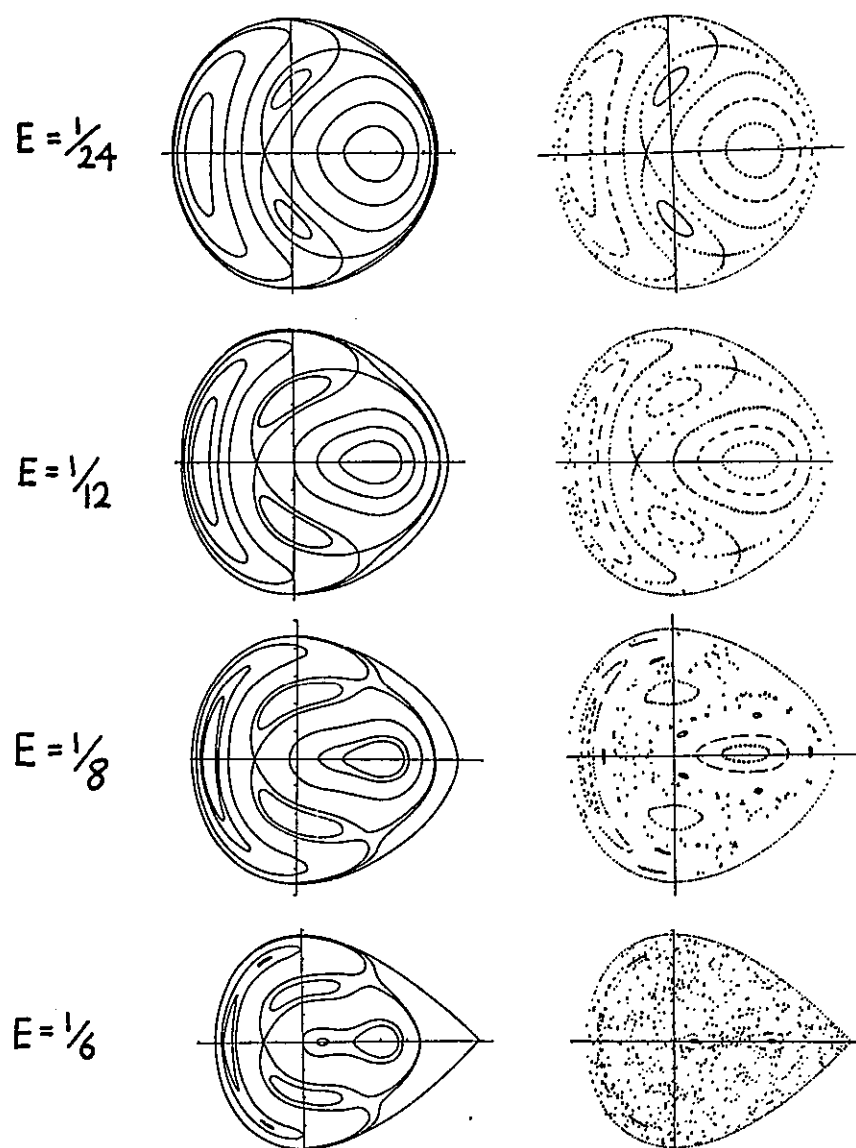 E = 1/24
E = 1/12
E = 1/8
E = 1/6